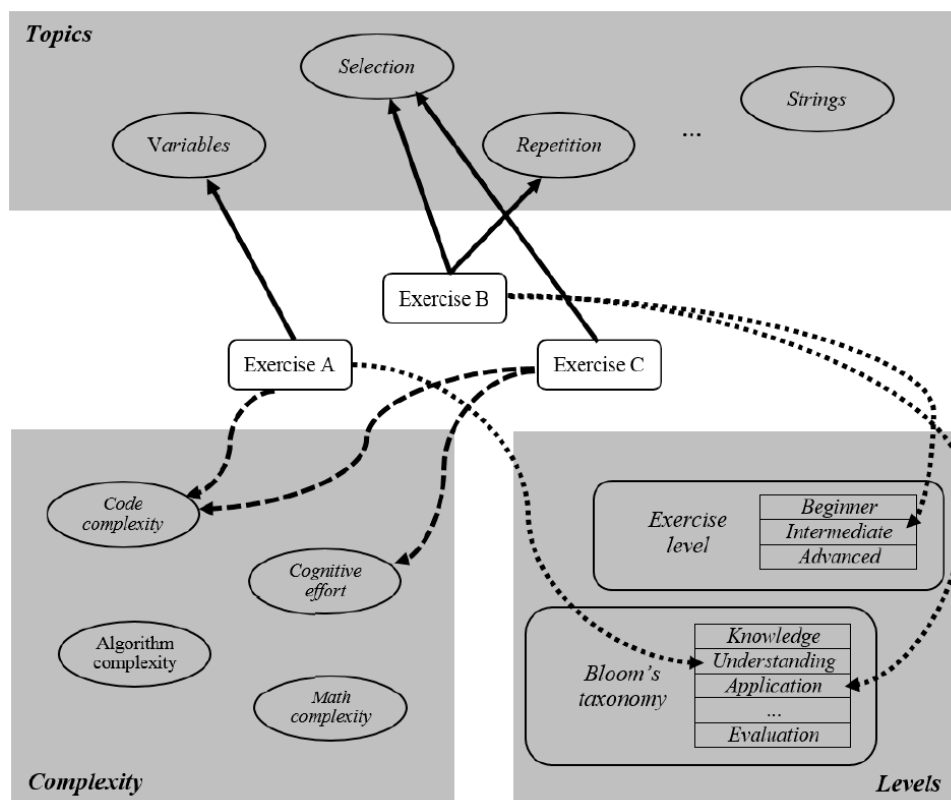 Topics
Selection
Strings
...
Variables
Repetition
Exercise B
Exercise A
Exercise C
Code
complexity
Cognitive
effort
Algorithm
complexity
Math
complexity
Complexity
Exercise
level
Beginner
Intermediate
Advanced
Bloom's
taxonomy
Knowledge
Understanding
Application
...
Evaluation
Levels